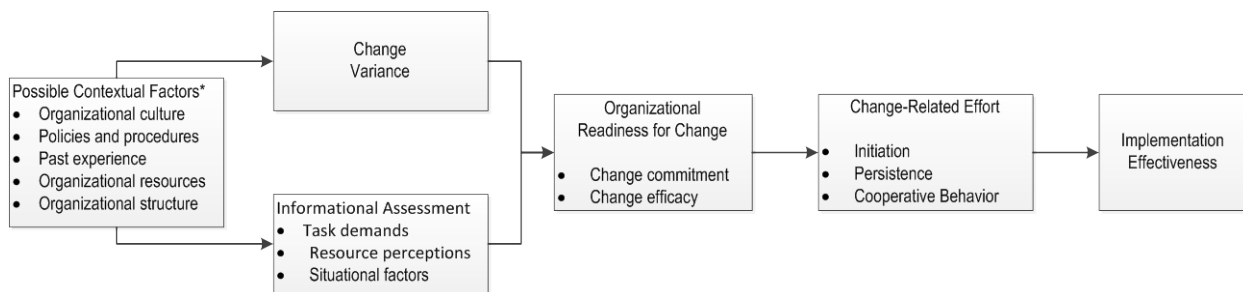 Possible Contextual Factors*
● Organizational culture
● Policies and procedures
● Past experience
● Organizational resources
● Organizational structure
Change
Variance
Informational Assessment
● Task demands
● Resource perceptions
● Situational factors
Organizational
Readiness for Change
● Change commitment
● Change efficacy
Change-Related Effort
● Initiation
● Persistence
● Cooperative Behavior
Implementation
Effectiveness